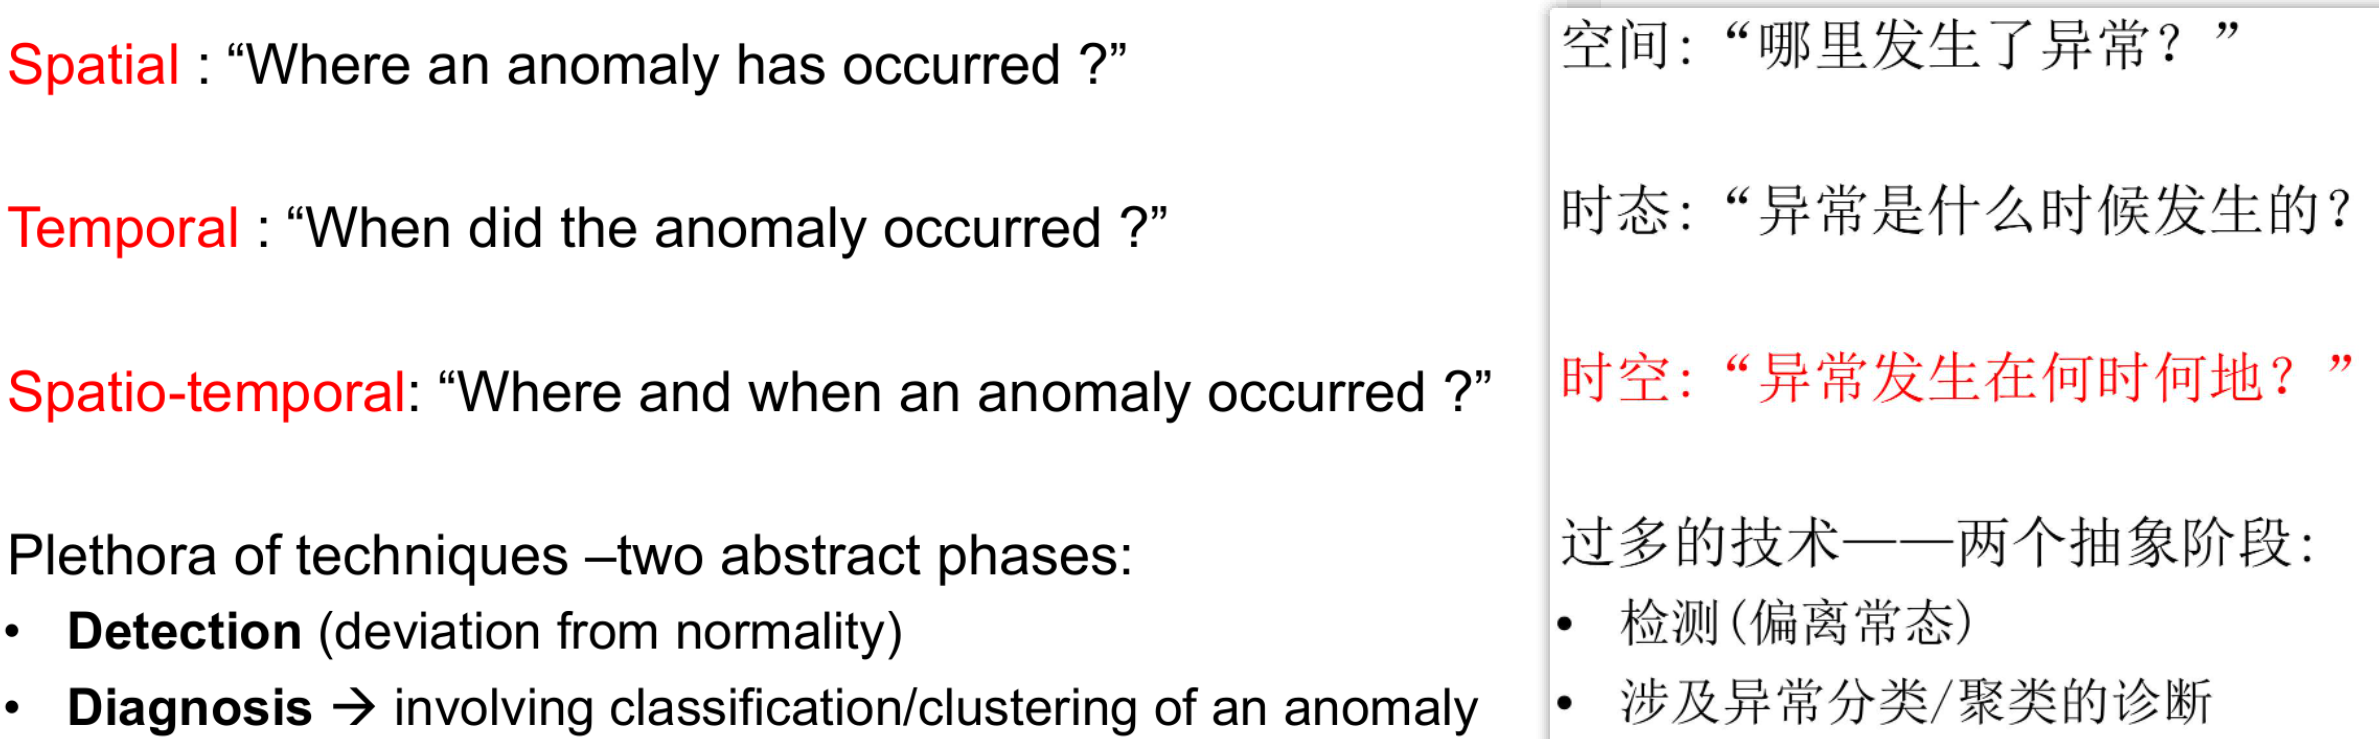 Spatial : “Where an anomaly has occurred ?”
Temporal : “When did the anomaly occurred ?”
Spatio-temporal: “Where and when an anomaly occurred ?”
Plethora of techniques –two abstract phases:
• Detection (deviation from normality)
• Diagnosis → involving classification/clustering of an anomaly
空间: “哪里发生了异常? ”
时态: “异常是什么时候发生的?
时空: “异常发生在何时何地? ”
过多的技术——两个抽象阶段:
• 检测(偏离常态)
• 涉及异常分类/聚类的诊断